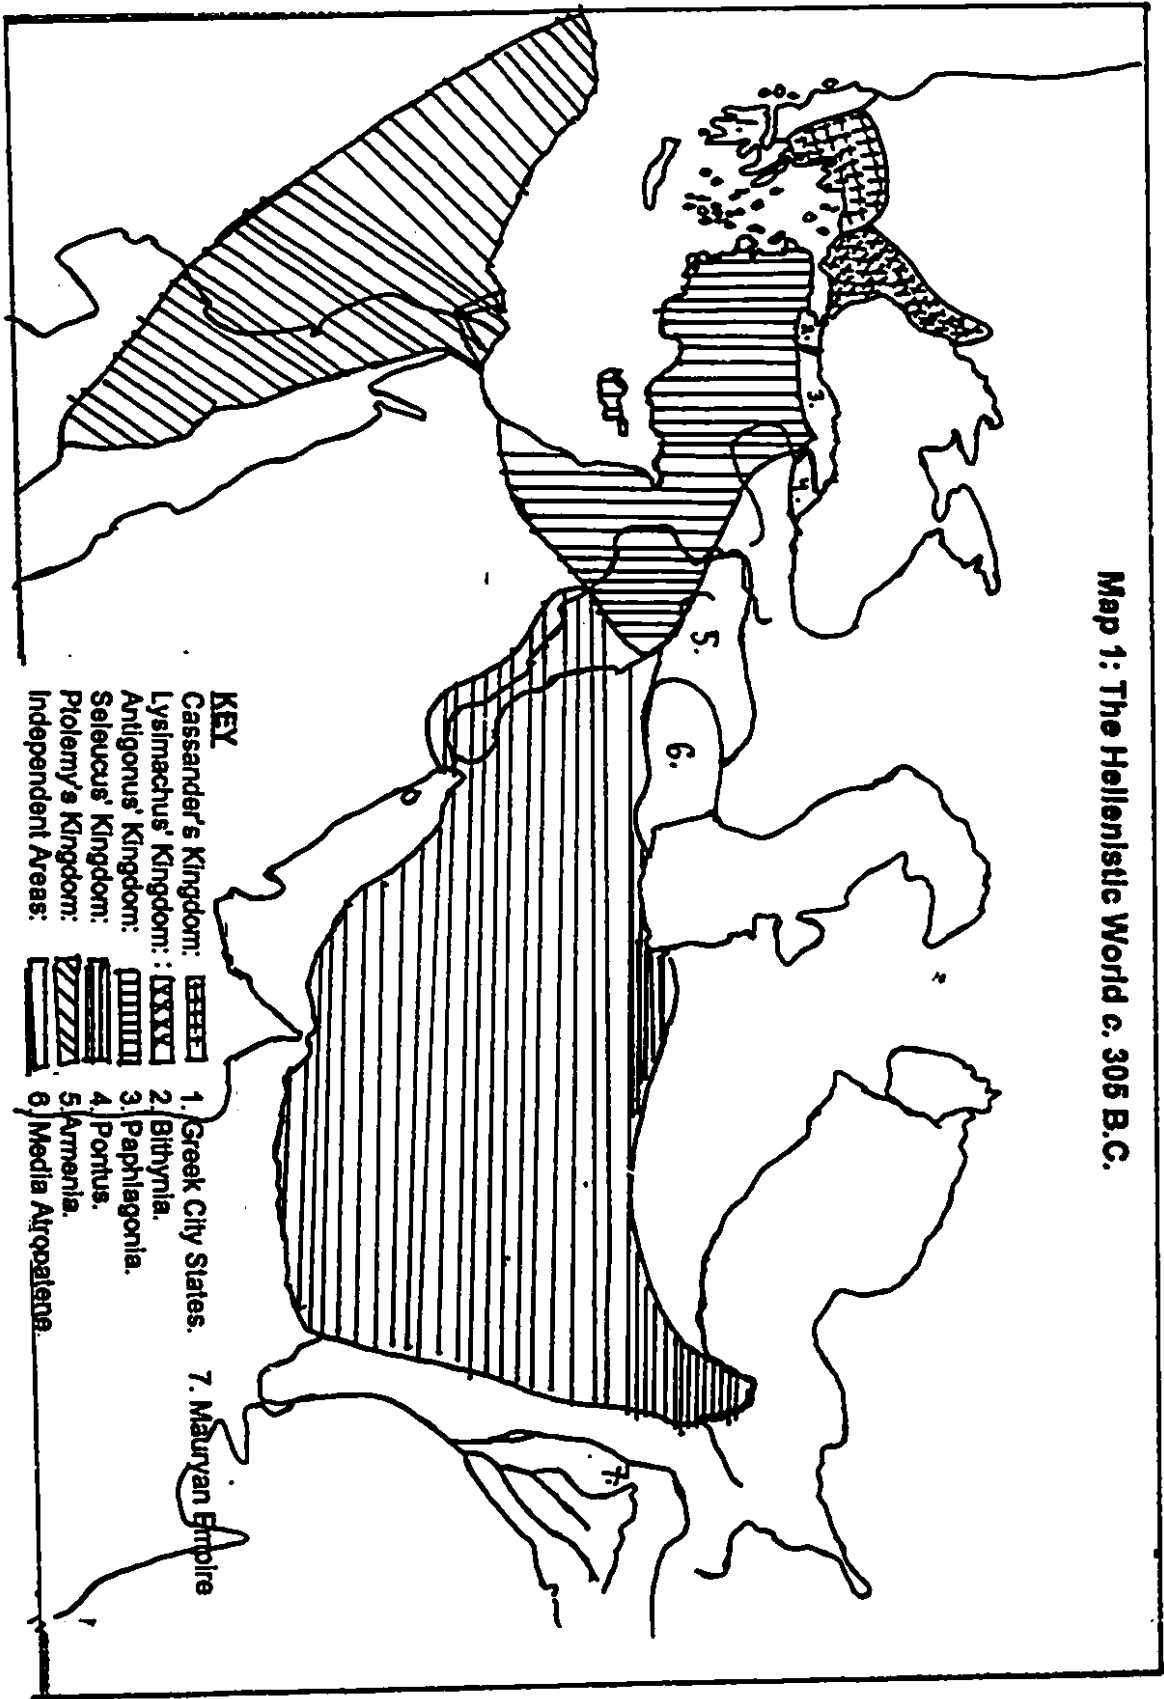 Map 1: The Hellenistic World c. 305 B.C.
1.
2.
3.
4.
5.
6.
7.
KEY
Cassander's Kingdom:
Lysimachus' Kingdom: :
Antigonus' Kingdom:
Seleucus' Kingdom:
Ptolemy's Kingdom:
Independent Areas:
1. Greek City States.
2. Bithynia.
3. Paphlagonia.
4. Pontus.
5. Armenia.
6. Media Atropatene.
7. Mauryan Empire